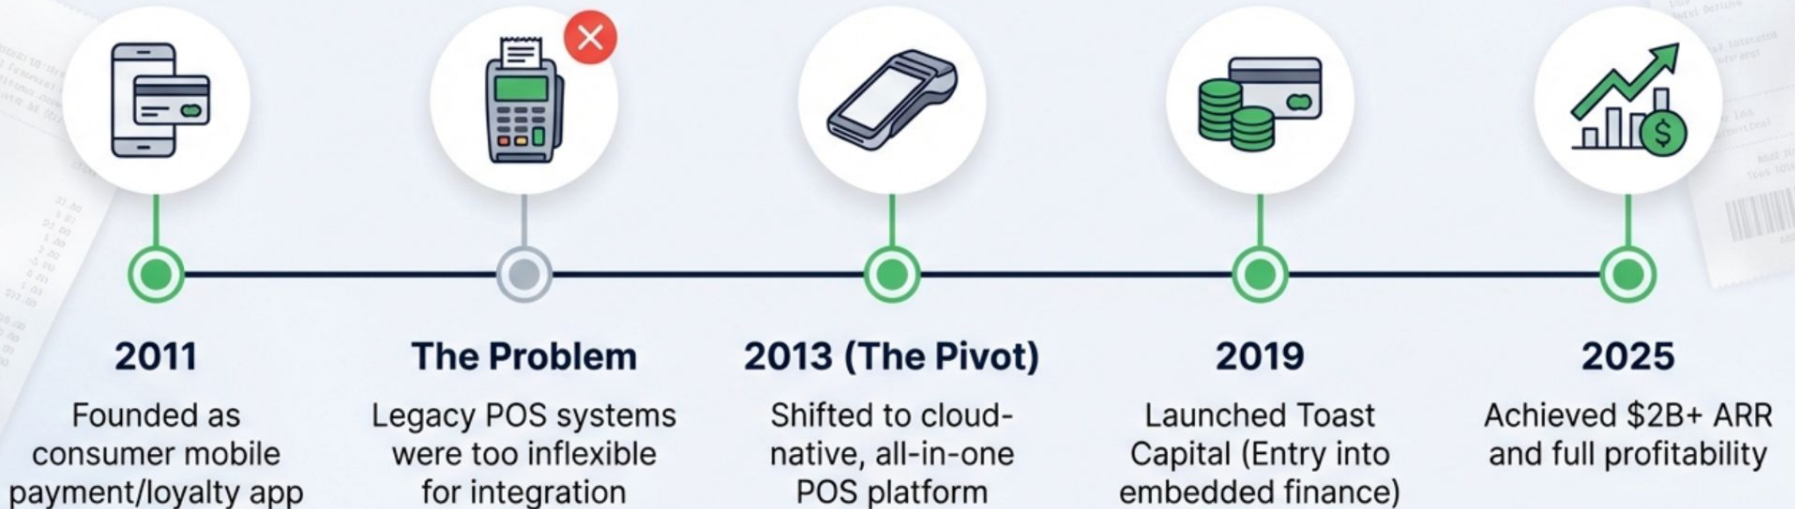 2011
Founded as
consumer mobile
payment/loyalty app
The Problem
Legacy POS systems
were too inflexible
for integration
2013 (The Pivot)
Shifted to cloud-
native, all-in-one
POS platform
2019
Launched Toast
Capital (Entry into
embedded finance)
$
2025
Achieved $2B+ ARR
and full profitability